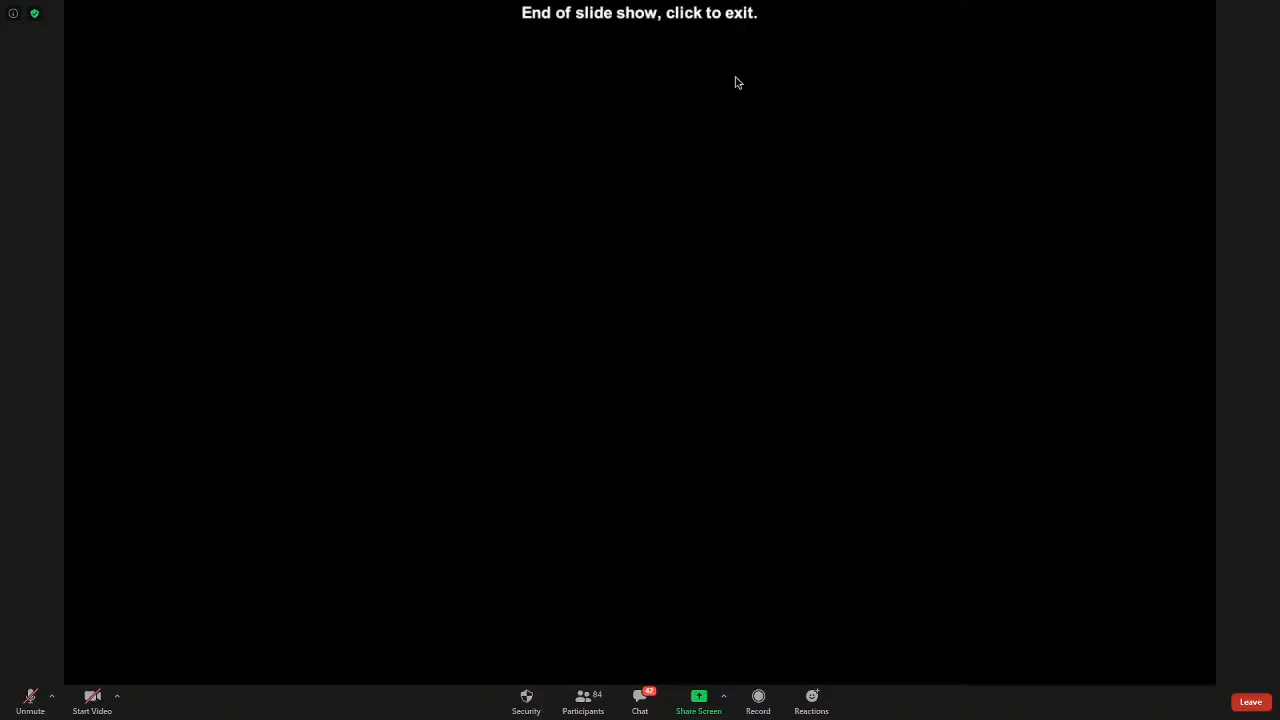 End of slide show, click to exit.
84
42
Unmute
Start Video
Security
Participants
Chat
Share Screen
Record
Reactions
Leave